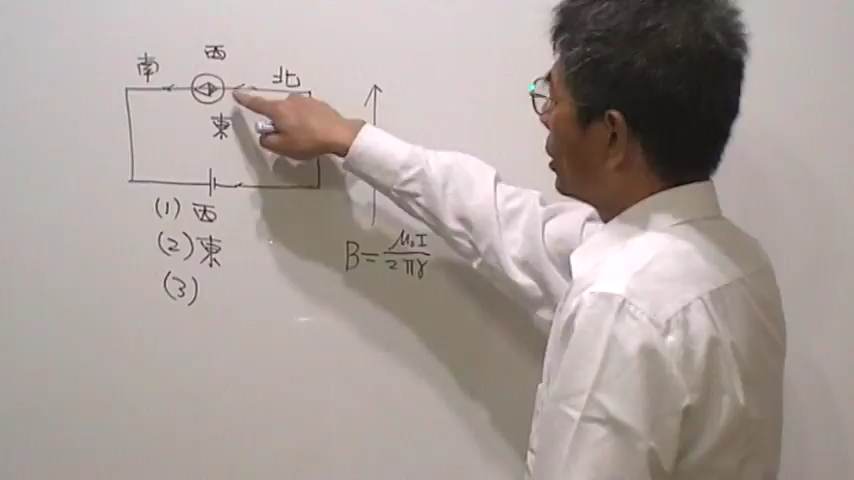 西
南
北
東
(1) 西
(2) 東
(3)
B = μ₀I / 2πr